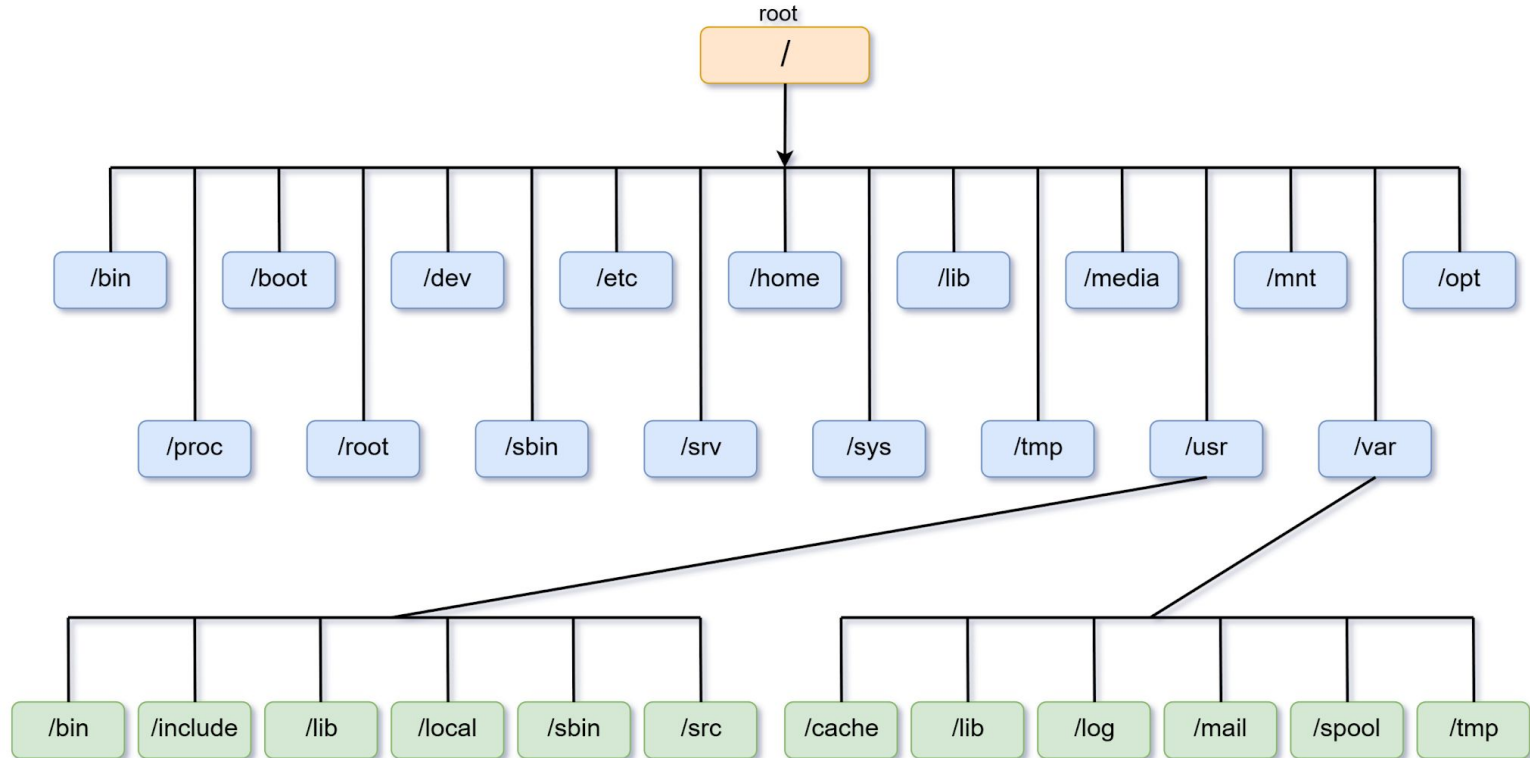 root
/
/bin
/boot
/dev
/etc
/home
/lib
/media
/mnt
/opt
/proc
/root
/sbin
/srv
/sys
/tmp
/usr
/var
/bin
/include
/lib
/local
/sbin
/src
/cache
/lib
/log
/mail
/spool
/tmp